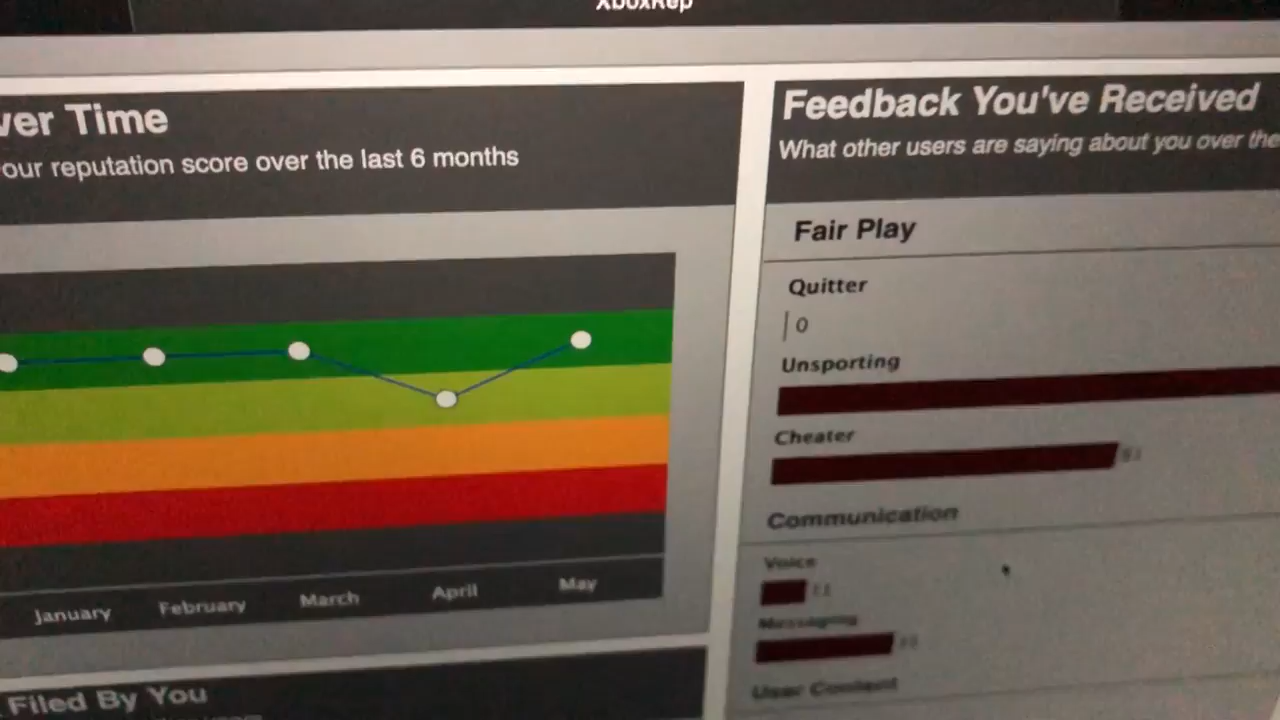 XboxRep
ver Time
our reputation score over the last 6 months
January February March April May
Filed By You
Feedback You've Received
What other users are saying about you over the
Fair Play
Quitter
0
Unsporting
Cheater
Communication
Voice
11
Messaging
User Content